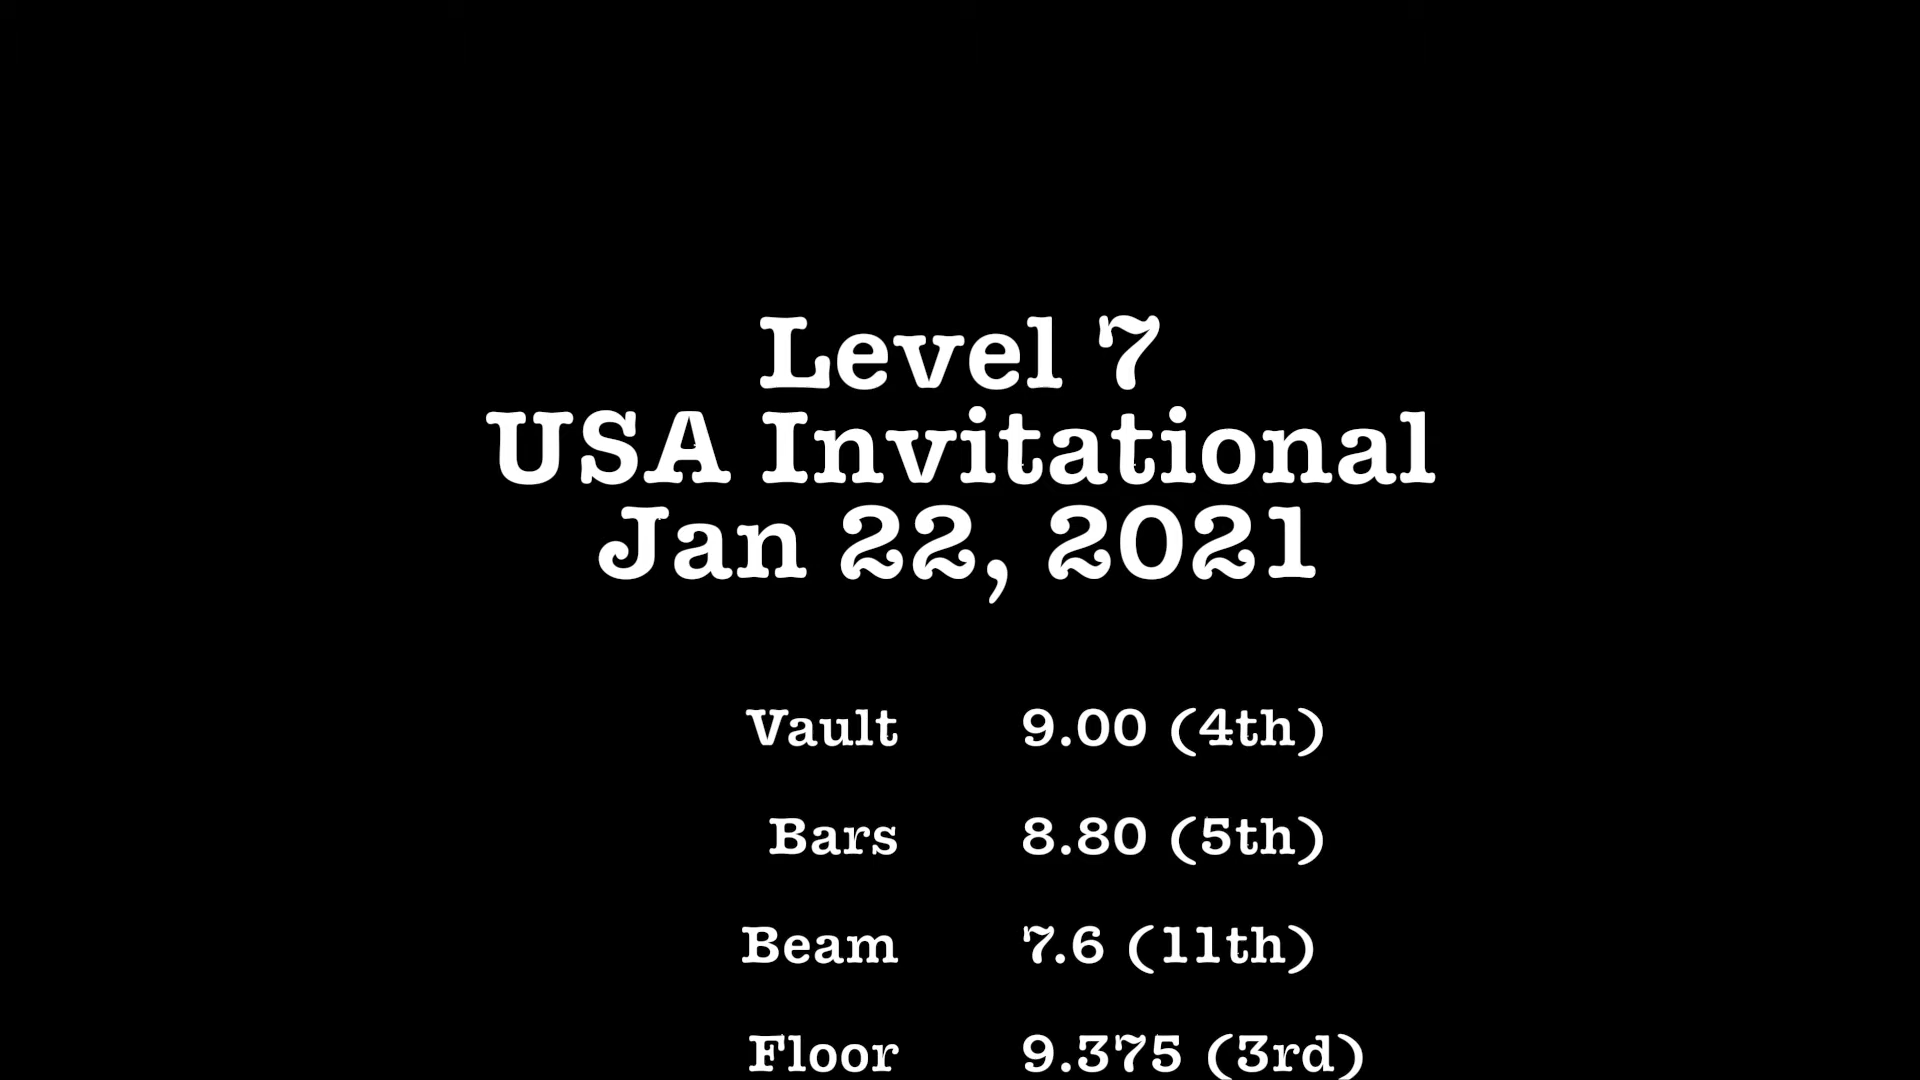 Level 7
USA Invitational
Jan 22, 2021
Vault 9.00 (4th)
Bars 8.80 (5th)
Beam 7.6 (11th)
Floor 9.375 (3rd)